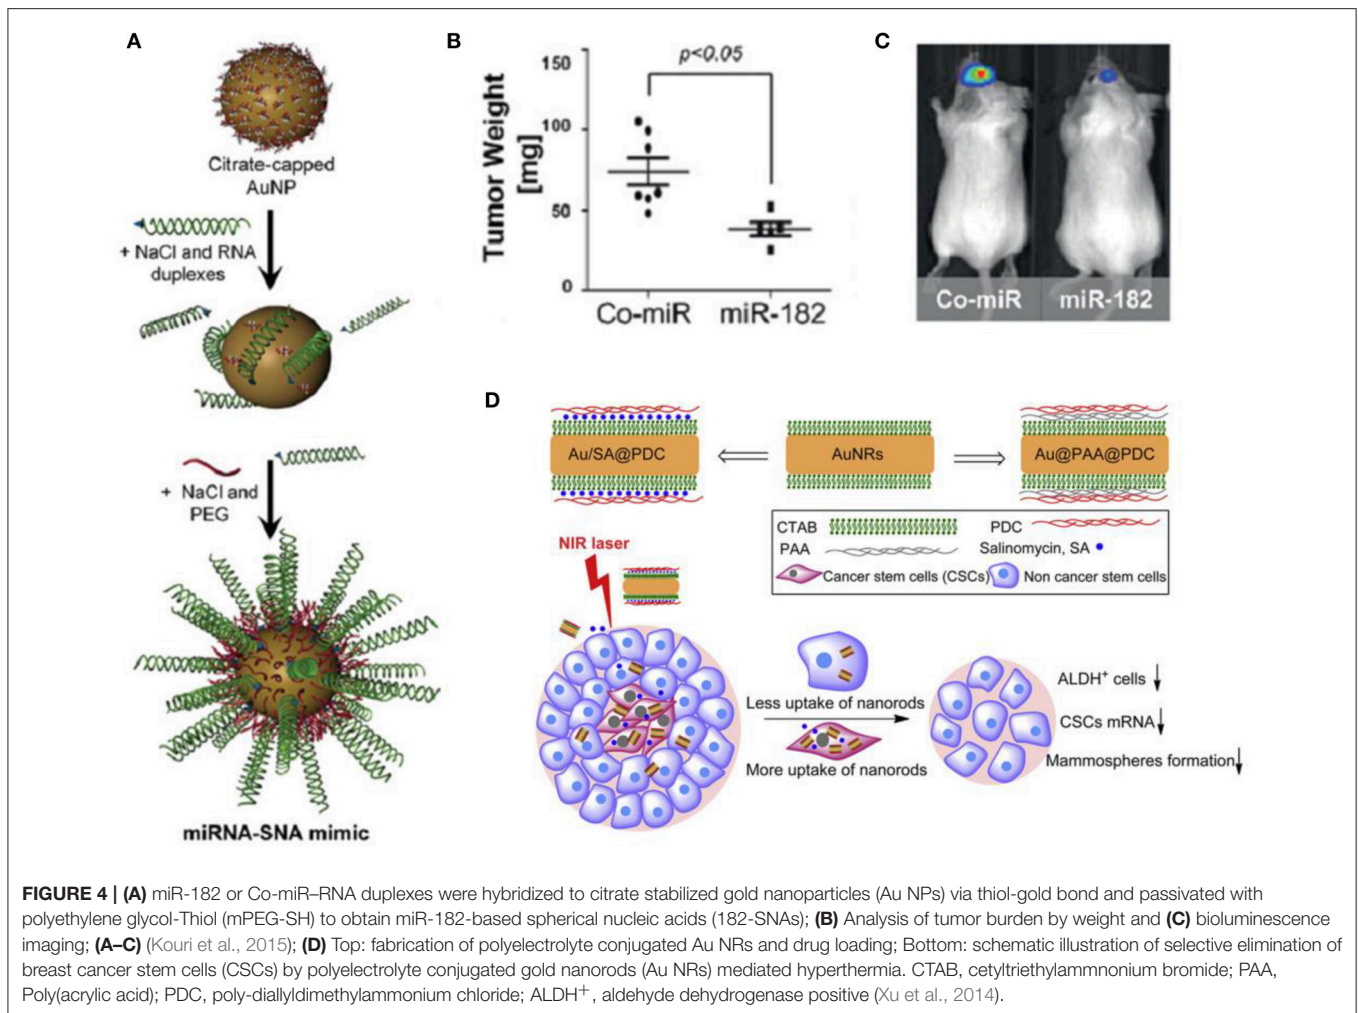 A
Citrate-capped
AuNP
+ NaCl and RNA
duplexes
+ NaCl and
PEG
miRNA-SNA mimic
B
Tumor Weight
[mg]
150
100
50
0
p<0.05
Co-miR
miR-182
C
Co-miR
miR-182
D
Au/SA@PDC
AuNRs
Au@PAA@PDC
CTAB
PDC
PAA
Salinomycin, SA
Cancer stem cells (CSCs)
Non cancer stem cells
NIR laser
Less uptake of nanorods
More uptake of nanorods
ALDH⁺ cells
CSCs mRNA
Mammospheres formation
FIGURE 4 | (A) miR-182 or Co-miR–RNA duplexes were hybridized to citrate stabilized gold nanoparticles (Au NPs) via thiol-gold bond and passivated with
polyethylene glycol-Thiol (mPEG-SH) to obtain miR-182-based spherical nucleic acids (182-SNAs); (B) Analysis of tumor burden by weight and (C) bioluminescence
imaging; (A–C) (Kouri et al., 2015); (D) Top: fabrication of polyelectrolyte conjugated Au NRs and drug loading; Bottom: schematic illustration of selective elimination of
breast cancer stem cells (CSCs) by polyelectrolyte conjugated gold nanorods (Au NRs) mediated hyperthermia. CTAB, cetyltriethylammnonium bromide; PAA,
Poly(acrylic acid); PDC, poly-diallyldimethylammonium chloride; ALDH⁺, aldehyde dehydrogenase positive (Xu et al., 2014).